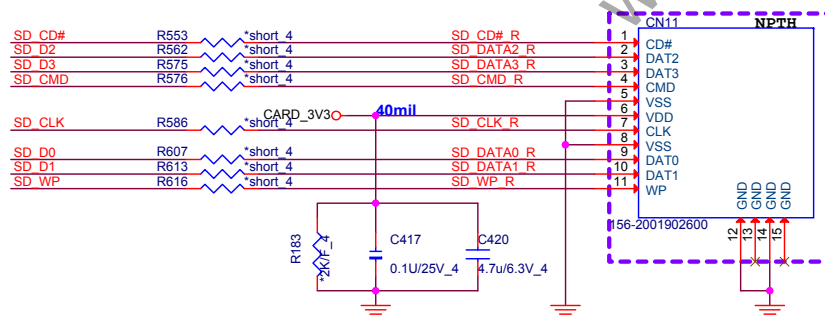 CN11 NPTH
SD_CD# R553 *short_4 SD_CD#_R 1 CD#
SD_D2 R562 *short_4 SD_DATA2_R 2 DAT2
SD_D3 R575 *short_4 SD_DATA3_R 3 DAT3
SD_CMD R576 *short_4 SD_CMD_R 4 CMD
5 VSS
CARD_3V3 40mil 6 VDD
SD_CLK R586 *short_4 SD_CLK_R 7 CLK
8 VSS
SD_D0 R607 *short_4 SD_DATA0_R 9 DAT0
SD_D1 R613 *short_4 SD_DATA1_R 10 DAT1
SD_WP R616 *short_4 SD_WP_R 11 WP
GND GND GND GND
12 13 14 15
156-2001902600
R183 *2K/F_4
C417 C420
0.1U/25V_4 4.7u/6.3V_4